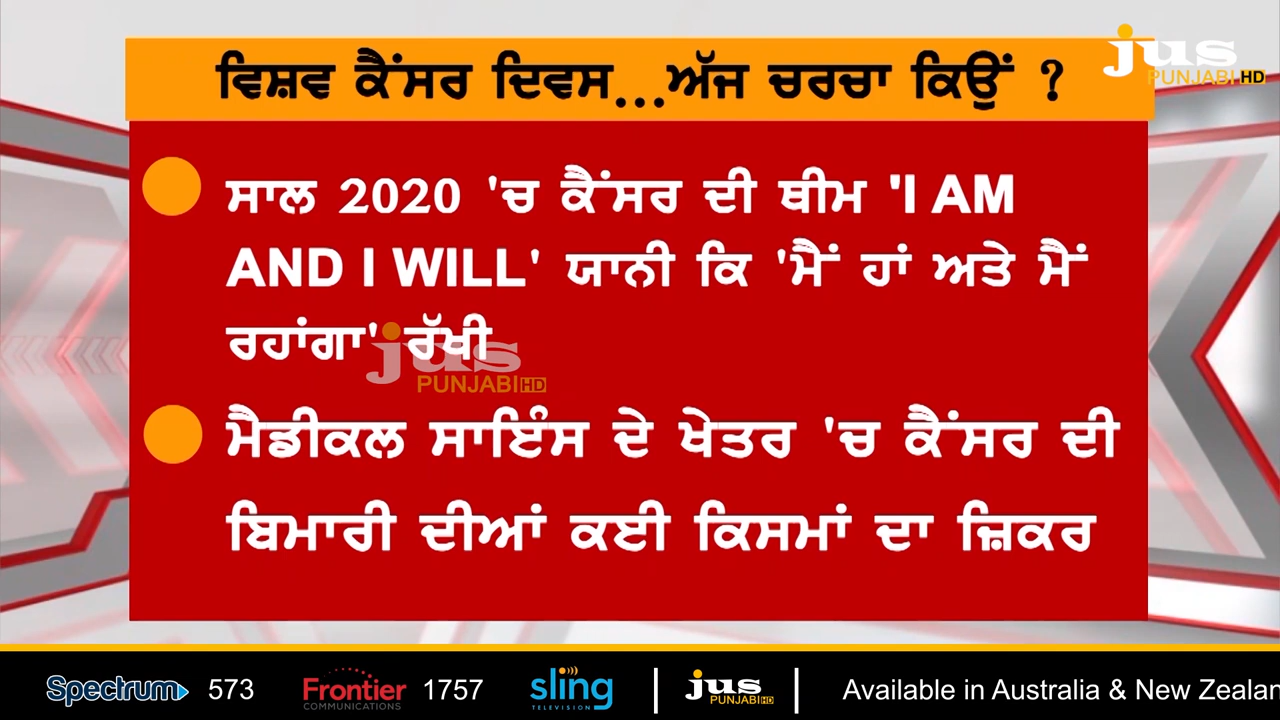 ਵਿਸ਼ਵ ਕੈਂਸਰ ਦਿਵਸ...ਅੱਜ ਚਰਚਾ ਕਿਉਂ ?
jus
PUNJABI HD
ਸਾਲ 2020 'ਚ ਕੈਂਸਰ ਦੀ ਥੀਮ 'I AM
AND I WILL' ਯਾਨੀ ਕਿ 'ਮੈਂ ਹਾਂ ਅਤੇ ਮੈਂ
ਰਹਾਂਗਾ' ਰੱਖੀ
jus
PUNJABI HD
ਮੈਡੀਕਲ ਸਾਇੰਸ ਦੇ ਖੇਤਰ 'ਚ ਕੈਂਸਰ ਦੀ
ਬਿਮਾਰੀ ਦੀਆਂ ਕਈ ਕਿਸਮਾਂ ਦਾ ਜ਼ਿਕਰ
Spectrum 573 Frontier COMMUNICATIONS 1757 sling TELEVISION | jus PUNJABI HD | Available in Australia & New Zealan